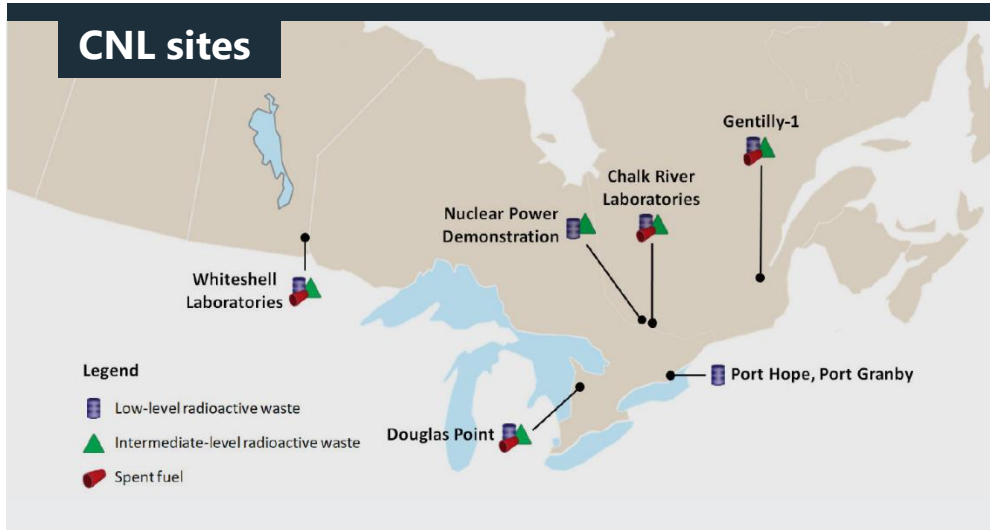 CNL sites
Gentilly-1
Chalk River
Laboratories
Nuclear Power
Demonstration
Whiteshell
Laboratories
Port Hope, Port Granby
Douglas Point
Legend
Low-level radioactive waste
Intermediate-level radioactive waste
Spent fuel